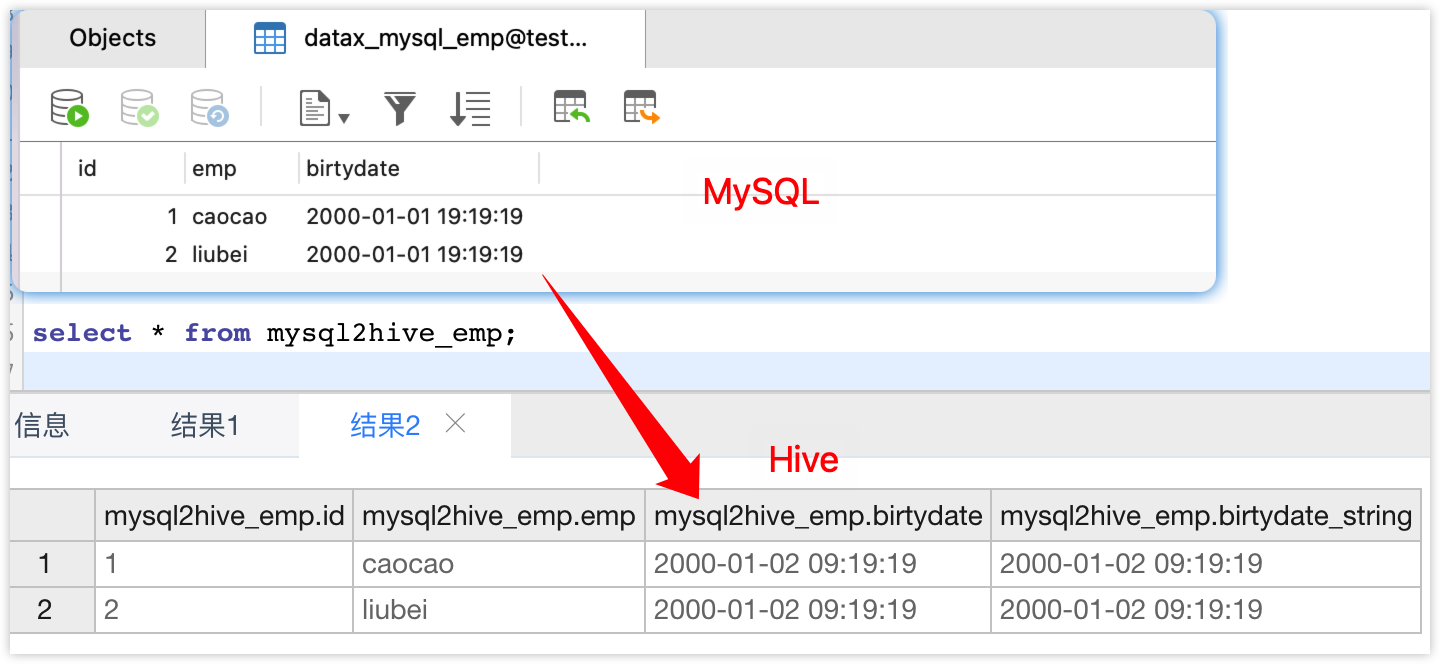 Objects
datax_mysql_emp@test...
id emp birtydate
1 caocao 2000-01-01 19:19:19
2 liubei 2000-01-01 19:19:19
MySQL
select * from mysql2hive_emp;
信息 结果1 结果2
Hive
mysql2hive_emp.id mysql2hive_emp.emp mysql2hive_emp.birtydate mysql2hive_emp.birtydate_string
1 1 caocao 2000-01-02 09:19:19 2000-01-02 09:19:19
2 2 liubei 2000-01-02 09:19:19 2000-01-02 09:19:19